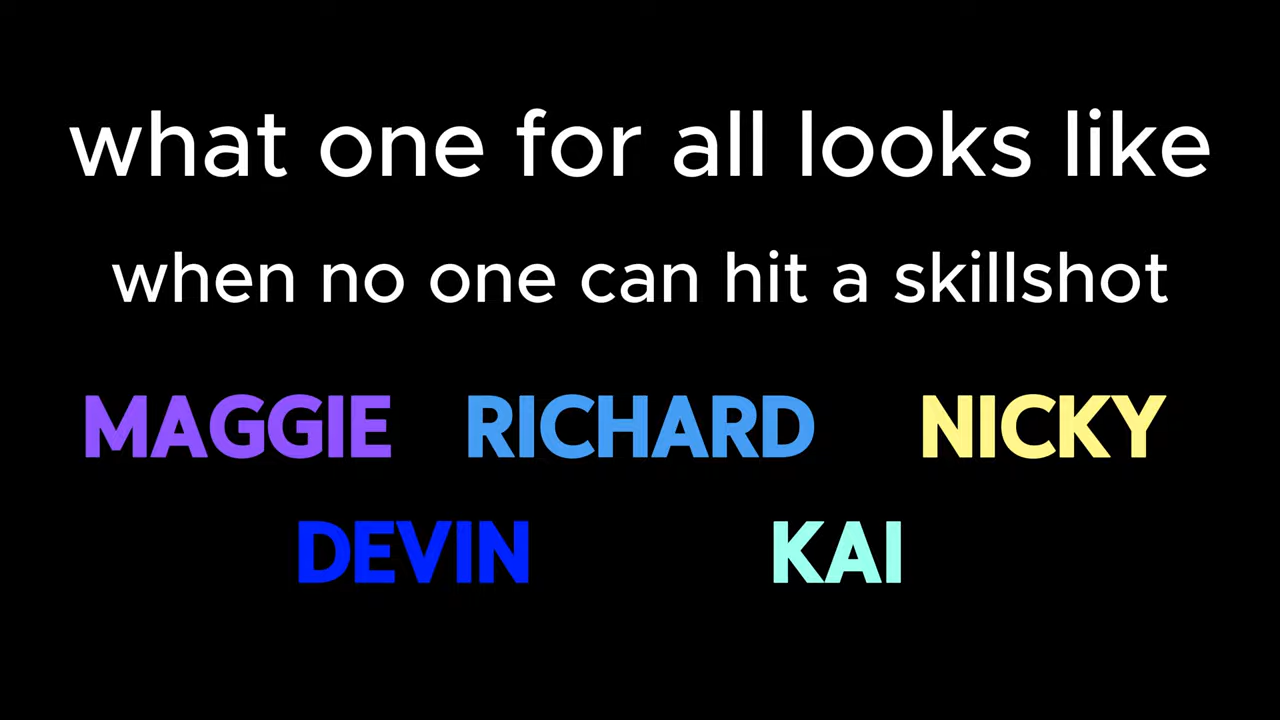 what one for all looks like
when no one can hit a skillshot
MAGGIE RICHARD NICKY
DEVIN KAI